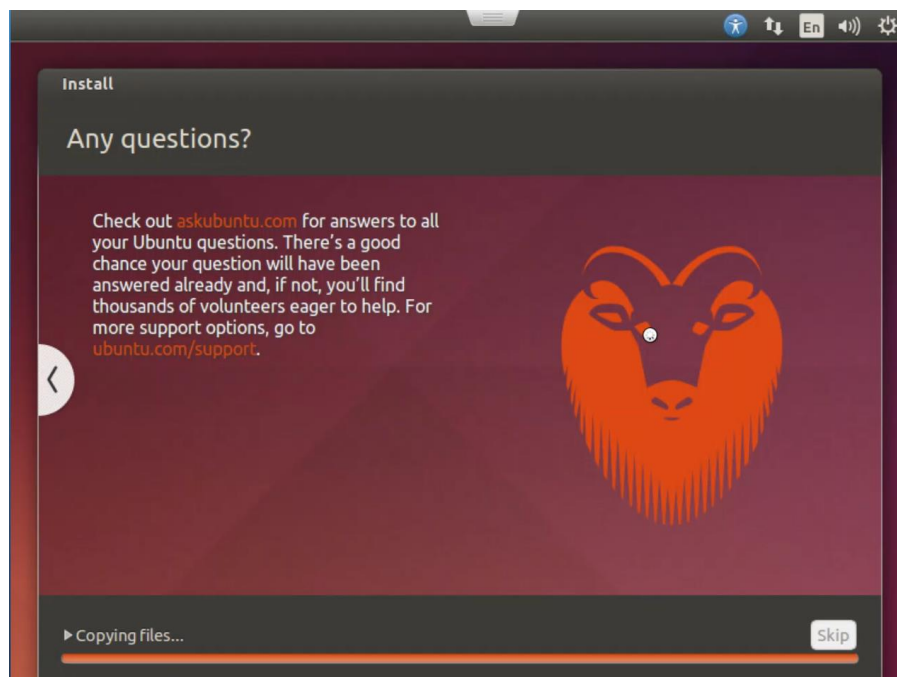 En
Install
Any questions?
Check out askubuntu.com for answers to all
your Ubuntu questions. There's a good
chance your question will have been
answered already and, if not, you'll find
thousands of volunteers eager to help. For
more support options, go to
ubuntu.com/support.
Copying files...
Skip